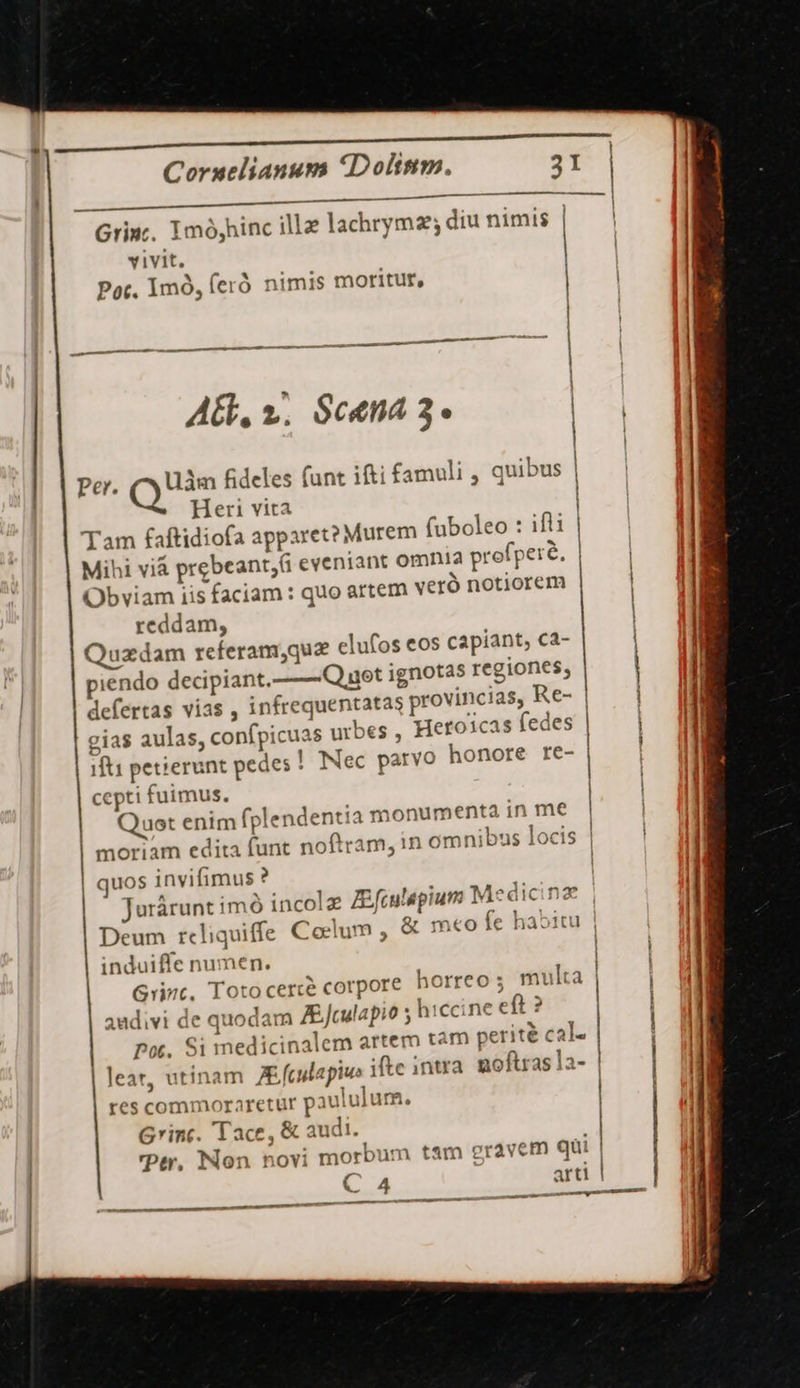 Cornelianum Dolium. 31
Grinc. Imò,hinc illæ lachrymæ; diu nimis
vivit.
Poc. Imò, ſerò nimis moritur,
Act. 2. Scæna 3.
Per. QUàm fideles ſunt iſti famuli , quibus
Heri vita
Tam faſtidioſa apparet? Murem ſuboleo : iſti
Mihi viâ prębeant,ſi eveniant omnia proſperè.
Obviam iis faciam : quo artem verò notiorem
reddam,
Quædam referam,quæ eluſos eos capiant, ca-
piendo decipiant.——Quot ignotas regiones,
deſertas vias , infrequentatas provincias, Re-
gias aulas, conſpicuas urbes , Heroicas ſedes
iſti petierunt pedes ! Nec parvo honore re-
cepti fuimus.
Quot enim ſplendentia monumenta in me
moriam edita ſunt noſtram, in omnibus locis
quos inviſimus ?
Jurârunt imò incolæ Æſculapium Medicinæ
Deum reliquiſſe Cœlum , & meo ſe habitu
induiſſe numen.
Grinc. Toto certè corpore horreo ; multa
audivi de quodam Æſculapio ; hiccine eſt ?
Poc. Si medicinalem artem tam peritè cal-
leat, utinam Æſculapius iſte intra noſtras la-
res commoraretur paululum.
Grinc. Tace, & audi.
Per. Non novi morbum tam gravem qui
C 4 arti